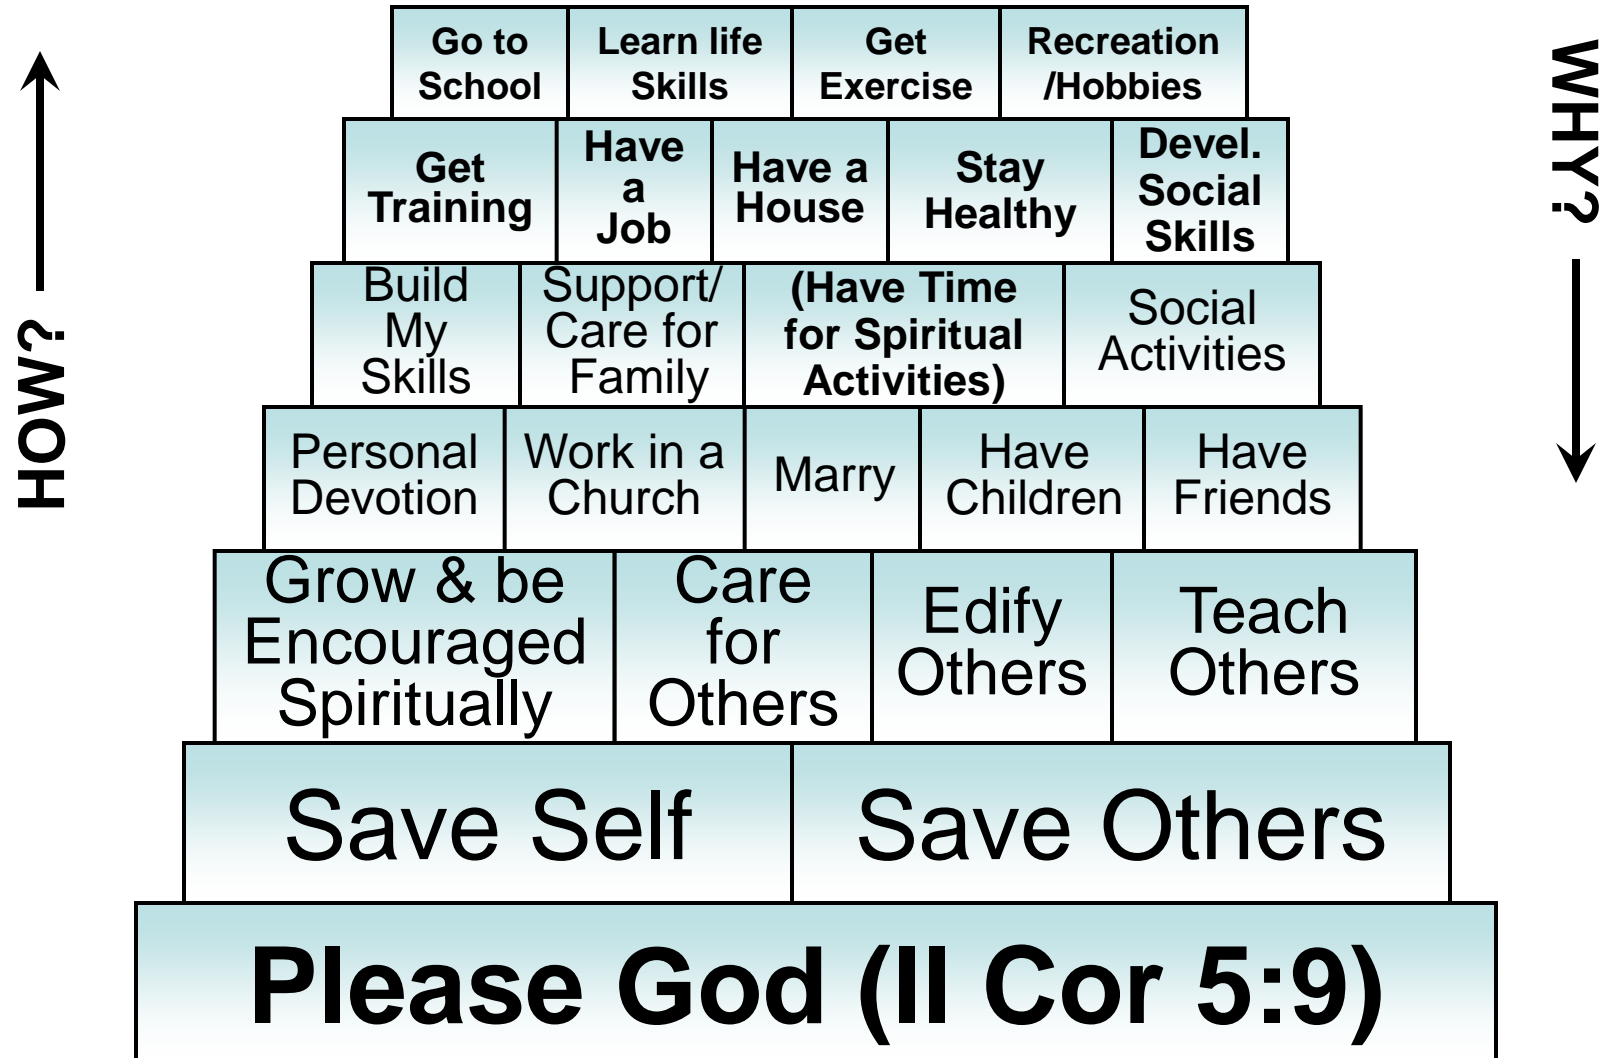 Go to
School
Learn life
Skills
Get
Exercise
Recreation
/Hobbies
Get
Training
Have
a
Job
Have a
House
Stay
Healthy
Devel.
Social
Skills
Build
My
Skills
Support/
Care for
Family
(Have Time
for Spiritual
Activities)
Social
Activities
Personal
Devotion
Work in a
Church
Marry
Have
Children
Have
Friends
Grow & be
Encouraged
Spiritually
Care
for
Others
Edify
Others
Teach
Others
Save Self
Save Others
Please God (II Cor 5:9)
HOW?
WHY?